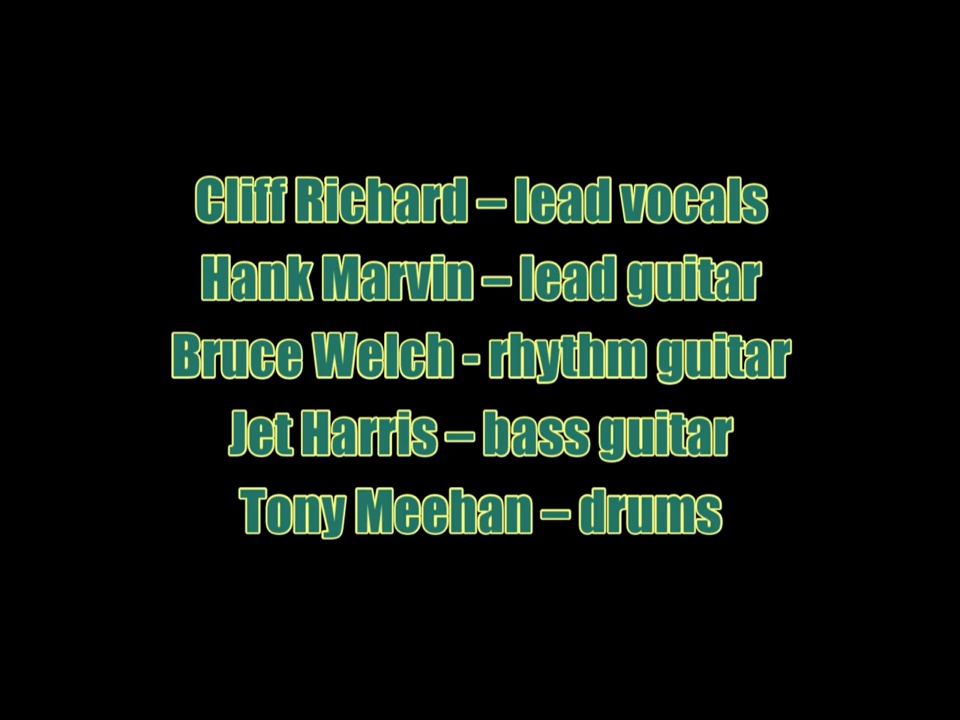 Cliff Richard – lead vocals
Hank Marvin – lead guitar
Bruce Welch - rhythm guitar
Jet Harris – bass guitar
Tony Meehan – drums